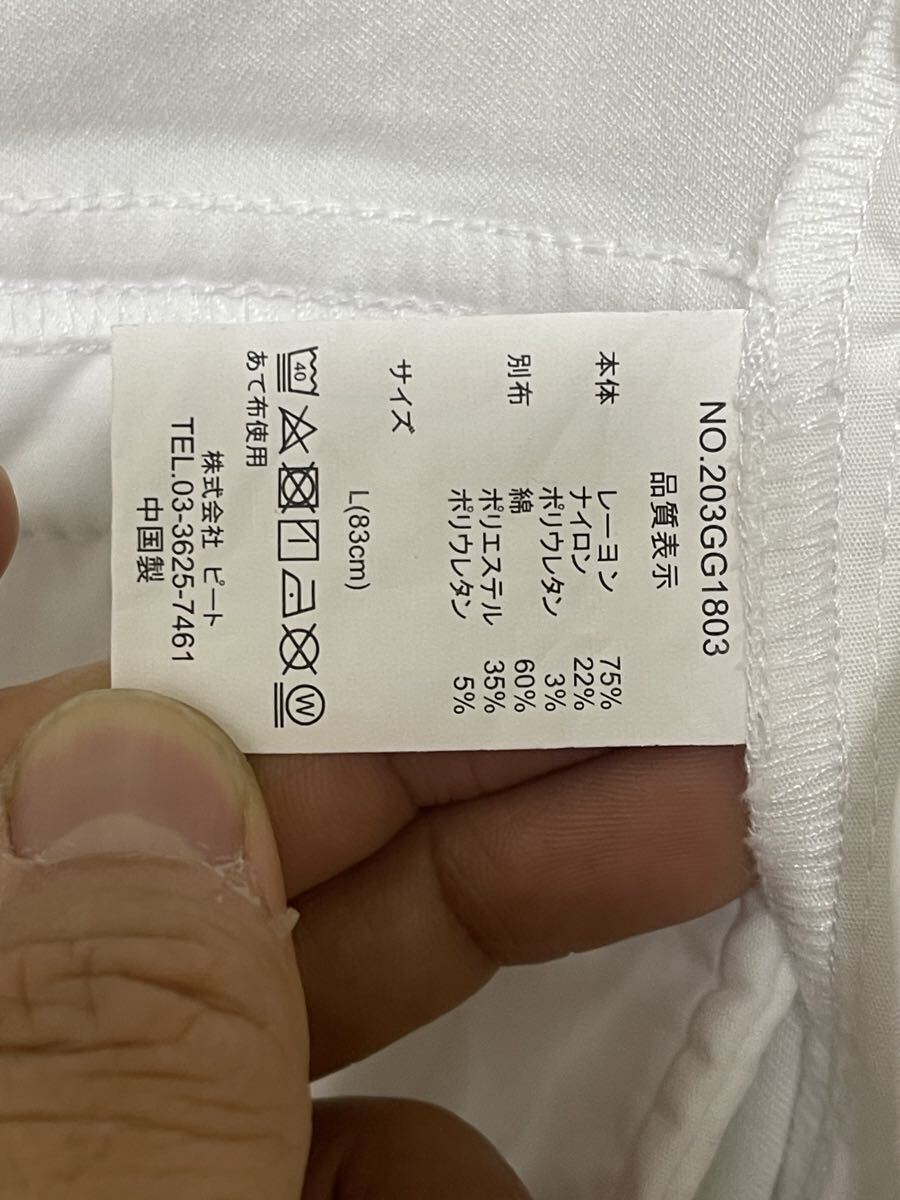 NO.203GG1803
品質表示
本体 レーヨン 75%
ナイロン 22%
ポリウレタン 3%
別布 綿 60%
ポリエステル 35%
ポリウレタン 5%
サイズ
L(83cm)
40 W
あて布使用
株式会社 ピート
TEL.03-3625-7461
中国製